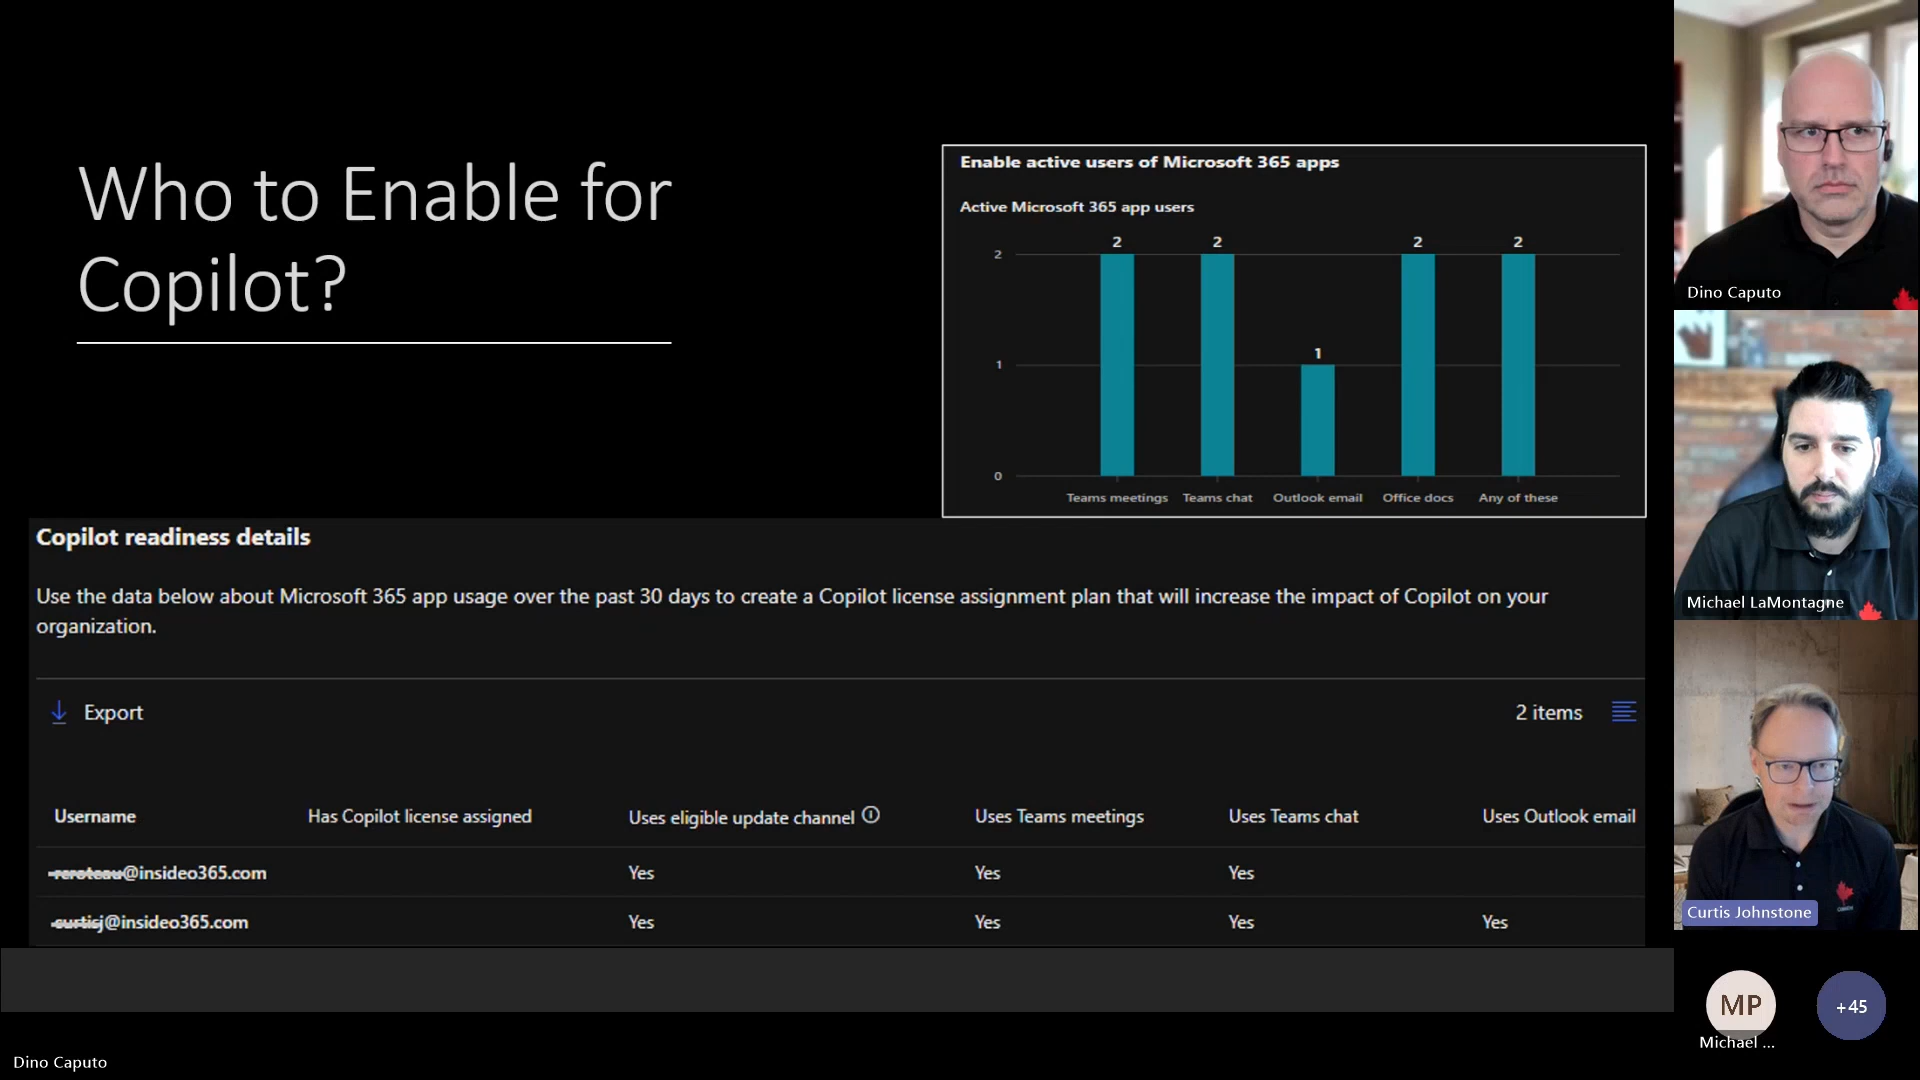 Who to Enable for
Copilot?
Enable active users of Microsoft 365 apps
Active Microsoft 365 app users
2 2 2 2
2
1
1
0
Teams meetings Teams chat Outlook email Office docs Any of these
Copilot readiness details
Use the data below about Microsoft 365 app usage over the past 30 days to create a Copilot license assignment plan that will increase the impact of Copilot on your
organization.
Export 2 items
Username Has Copilot license assigned Uses eligible update channel Uses Teams meetings Uses Teams chat Uses Outlook email
@insideo365.com Yes Yes Yes
curtisj@insideo365.com Yes Yes Yes Yes
Dino Caputo
Michael LaMontagne
Curtis Johnstone
MP +45
Michael ...
Dino Caputo